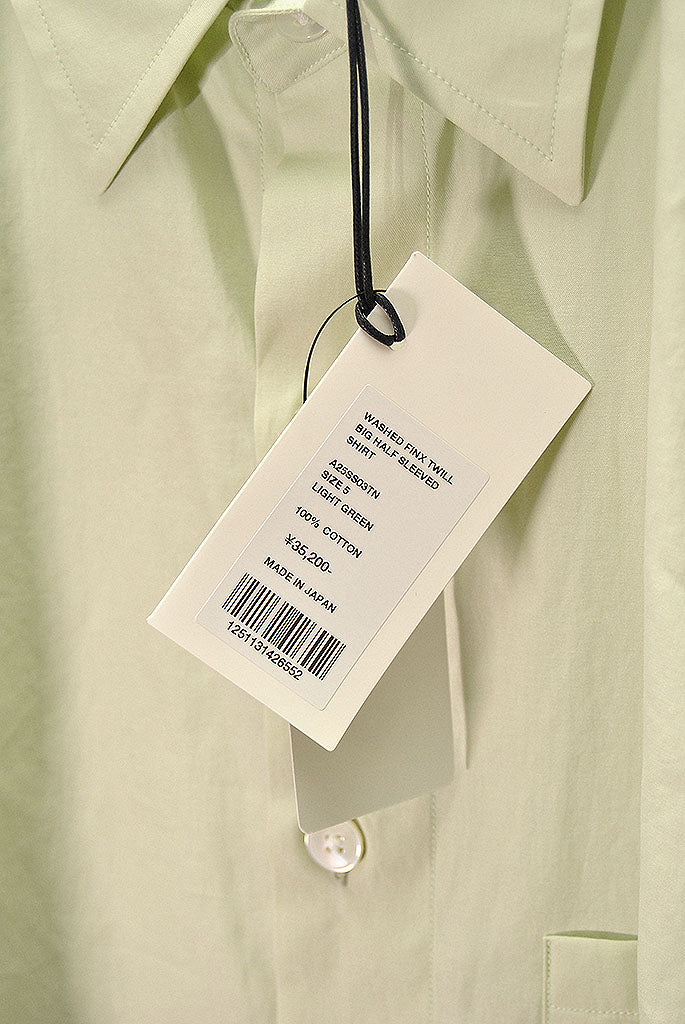 WASHED FINX TWILL
BIG HALF SLEEVED
SHIRT
A25SS03TN
SIZE 5
LIGHT GREEN
100% COTTON
¥35,200-
MADE IN JAPAN
1251131426552